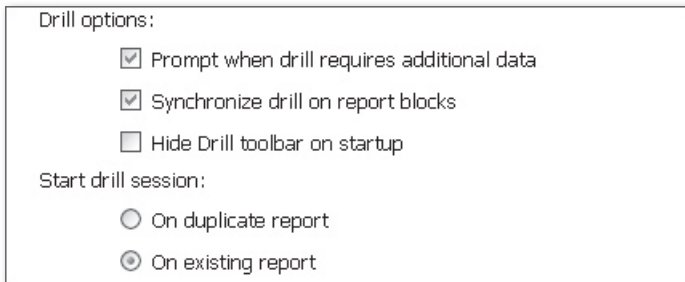 Drill options:
Prompt when drill requires additional data
Synchronize drill on report blocks
Hide Drill toolbar on startup
Start drill session:
On duplicate report
On existing report